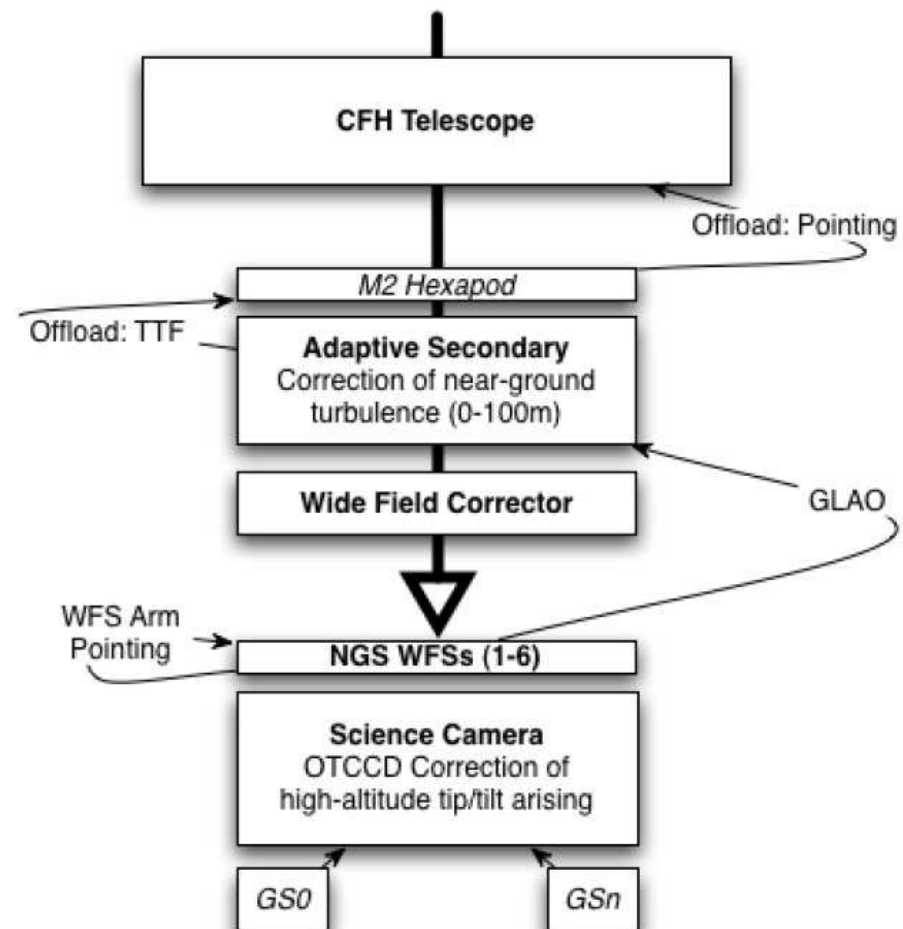 CFH Telescope
Offload: Pointing
M2 Hexapod
Offload: TTF
Adaptive Secondary
Correction of near-ground
turbulence (0-100m)
Wide Field Corrector
GLAO
WFS Arm
Pointing
NGS WFSs (1-6)
Science Camera
OTCCD Correction of
high-altitude tip/tilt arising
GS0
GSn